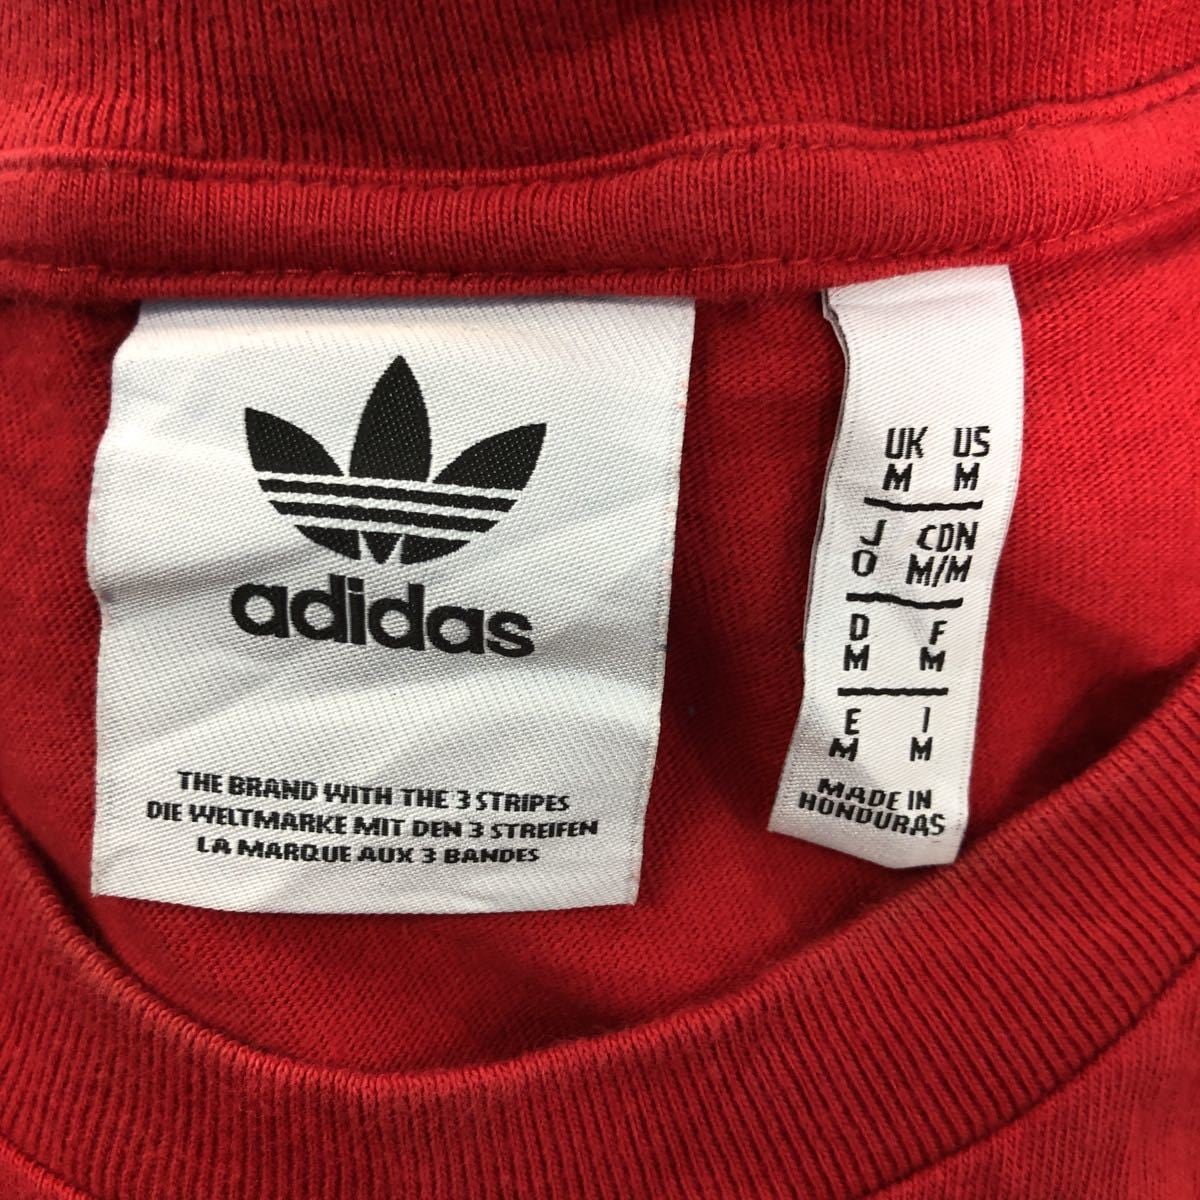 adidas
THE BRAND WITH THE 3 STRIPES
DIE WELTMARKE MIT DEN 3 STREIFEN
LA MARQUE AUX 3 BANDES
UK US
M M
J CDN
O M/M
D F
M M
E I
M M
MADE IN
HONDURAS